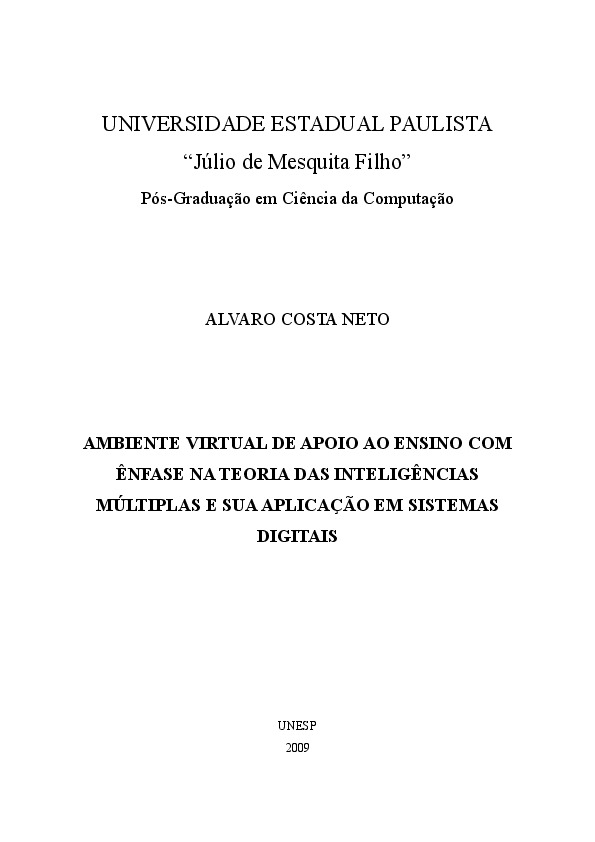 UNIVERSIDADE ESTADUAL PAULISTA
“Júlio de Mesquita Filho”
Pós-Graduação em Ciência da Computação
ALVARO COSTA NETO
AMBIENTE VIRTUAL DE APOIO AO ENSINO COM
ÊNFASE NA TEORIA DAS INTELIGÊNCIAS
MÚLTIPLAS E SUA APLICAÇÃO EM SISTEMAS
DIGITAIS
UNESP
2009